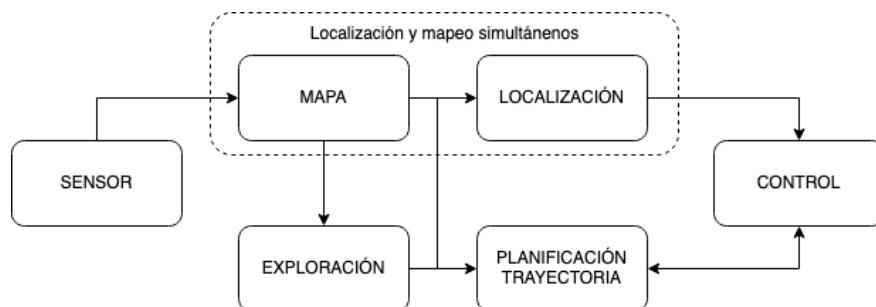 Localización y mapeo simultánenos
MAPA
LOCALIZACIÓN
SENSOR
CONTROL
EXPLORACIÓN
PLANIFICACIÓN
TRAYECTORIA